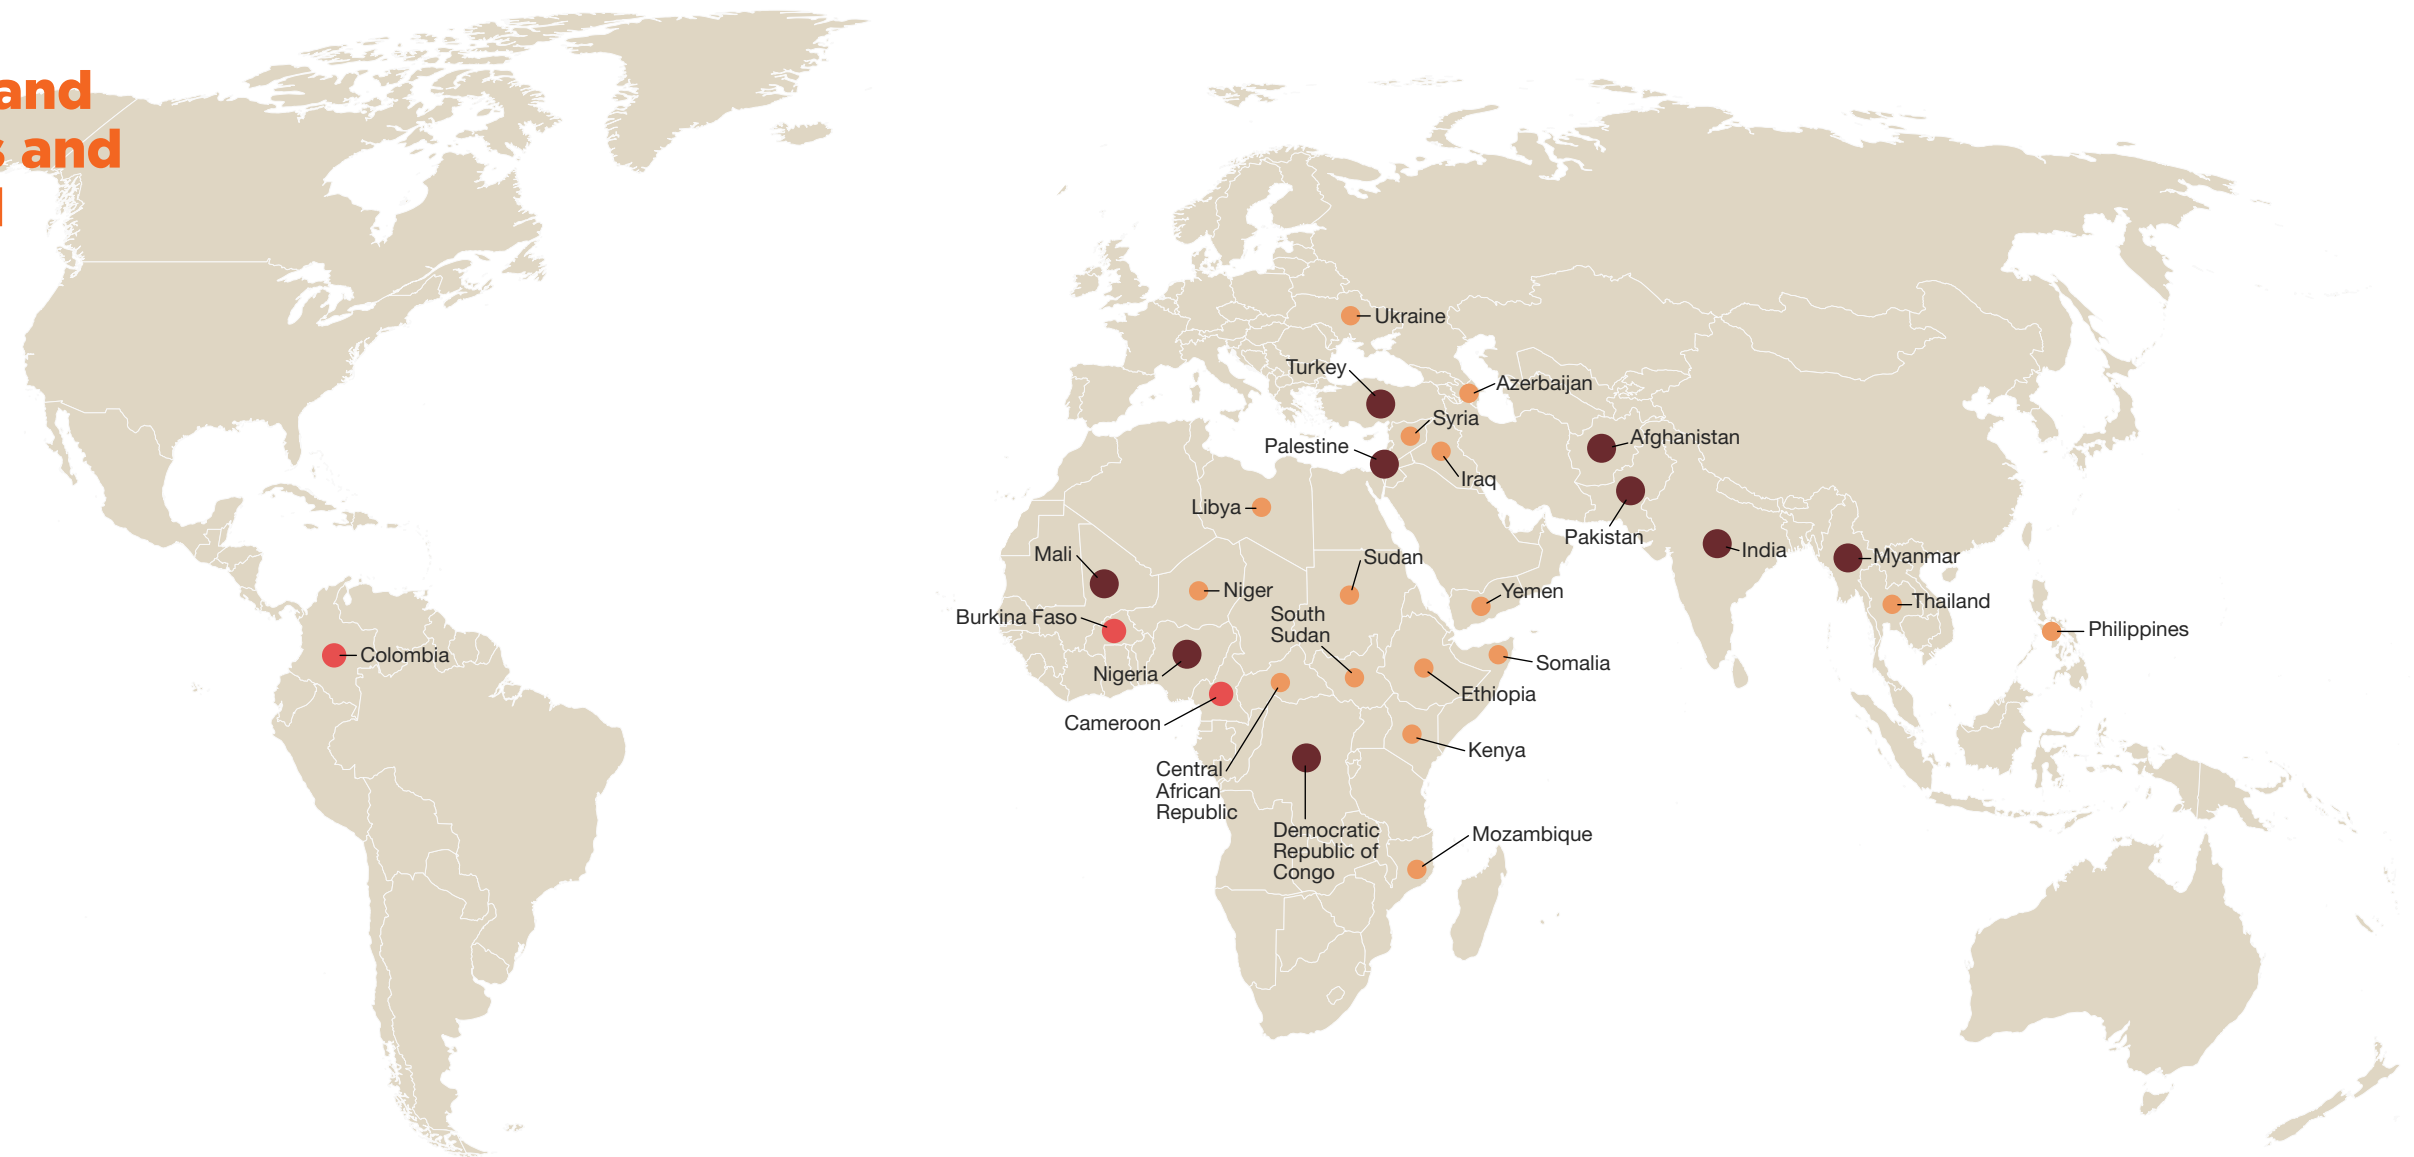 and
s and
Ukraine
Turkey
Azerbaijan
Syria
Palestine
Afghanistan
Iraq
Libya
Pakistan
Mali
Sudan
India
Myanmar
Niger
Yemen
Thailand
Burkina Faso
South
Sudan
Philippines
Colombia
Somalia
Nigeria
Ethiopia
Cameroon
Kenya
Central
African
Republic
Democratic
Republic of
Congo
Mozambique